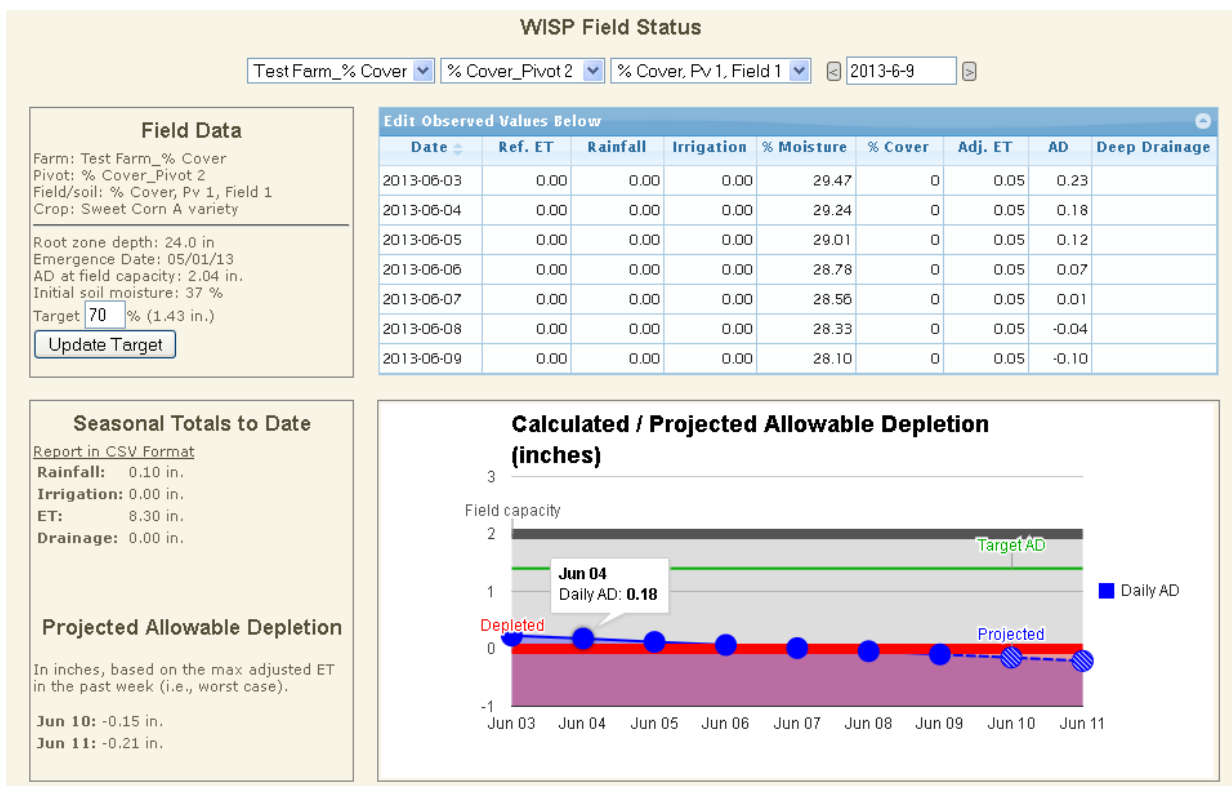 WISP Field Status
Test Farm_% Cover % Cover_Pivot 2 % Cover, Pv 1, Field 1 < 2013-6-9 >
Field Data
Farm: Test Farm_% Cover
Pivot: % Cover_Pivot 2
Field/soil: % Cover, Pv 1, Field 1
Crop: Sweet Corn A variety
Root zone depth: 24.0 in
Emergence Date: 05/01/13
AD at field capacity: 2.04 in.
Initial soil moisture: 37 %
Target 70 % (1.43 in.)
Update Target
Edit Observed Values Below
Date Ref. ET Rainfall Irrigation % Moisture % Cover Adj. ET AD Deep Drainage
2013-06-03 0.00 0.00 0.00 29.47 0 0.05 0.23
2013-06-04 0.00 0.00 0.00 29.24 0 0.05 0.18
2013-06-05 0.00 0.00 0.00 29.01 0 0.05 0.12
2013-06-06 0.00 0.00 0.00 28.78 0 0.05 0.07
2013-06-07 0.00 0.00 0.00 28.56 0 0.05 0.01
2013-06-08 0.00 0.00 0.00 28.33 0 0.05 -0.04
2013-06-09 0.00 0.00 0.00 28.10 0 0.05 -0.10
Seasonal Totals to Date
Report in CSV Format
Rainfall: 0.10 in.
Irrigation: 0.00 in.
ET: 8.30 in.
Drainage: 0.00 in.
Projected Allowable Depletion
In inches, based on the max adjusted ET
in the past week (i.e., worst case).
Jun 10: -0.15 in.
Jun 11: -0.21 in.
Calculated / Projected Allowable Depletion
(inches)
3
Field capacity
2
Target AD
Jun 04
Daily AD: 0.18
1
Daily AD
Depleted
Projected
0
-1
Jun 03 Jun 04 Jun 05 Jun 06 Jun 07 Jun 08 Jun 09 Jun 10 Jun 11